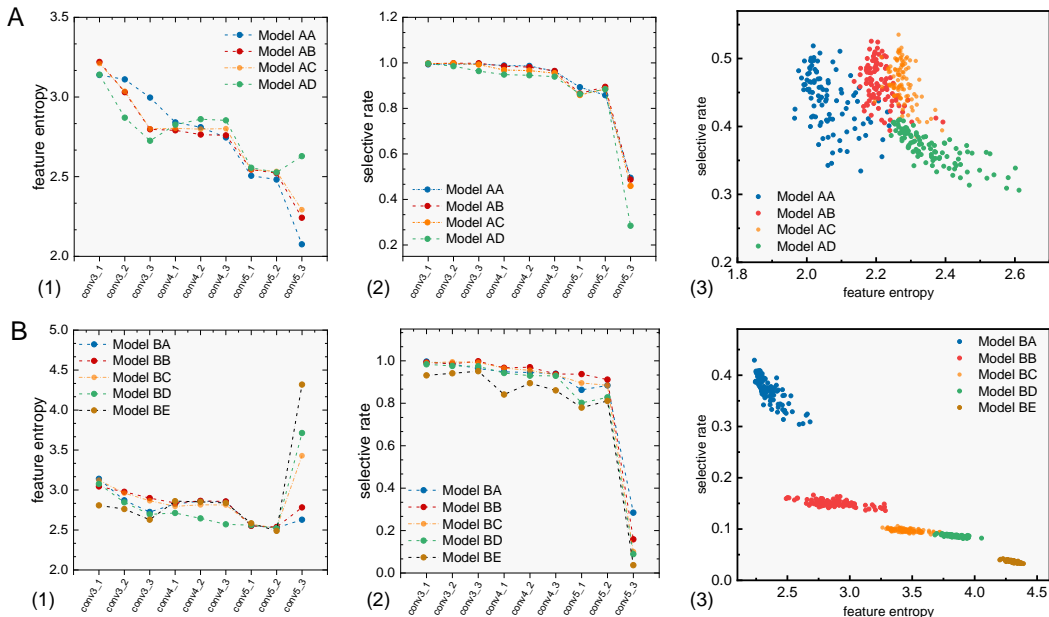 A
feature entropy
3.5
3.0
2.5
2.0
Model AA
Model AB
Model AC
Model AD
conv3_1
conv3_2
conv3_3
conv4_1
conv4_2
conv4_3
conv5_1
conv5_2
conv5_3
(1)
selective rate
1.2
1.0
0.8
0.6
0.4
0.2
Model AA
Model AB
Model AC
Model AD
conv3_1
conv3_2
conv3_3
conv4_1
conv4_2
conv4_3
conv5_1
conv5_2
conv5_3
(2)
selective rate
0.5
0.4
0.3
0.2
Model AA
Model AB
Model AC
Model AD
1.8 2.0 2.2 2.4 2.6
feature entropy
(3)
B
feature entropy
5.0
4.5
4.0
3.5
3.0
2.5
2.0
Model BA
Model BB
Model BC
Model BD
Model BE
conv3_1
conv3_2
conv3_3
conv4_1
conv4_2
conv4_3
conv5_1
conv5_2
conv5_3
(1)
selective rate
1.0
0.8
0.6
0.4
0.2
0.0
Model BA
Model BB
Model BC
Model BD
Model BE
conv3_1
conv3_2
conv3_3
conv4_1
conv4_2
conv4_3
conv5_1
conv5_2
conv5_3
(2)
selective rate
0.4
0.3
0.2
0.1
0.0
Model BA
Model BB
Model BC
Model BD
Model BE
2.5 3.0 3.5 4.0 4.5
feature entropy
(3)